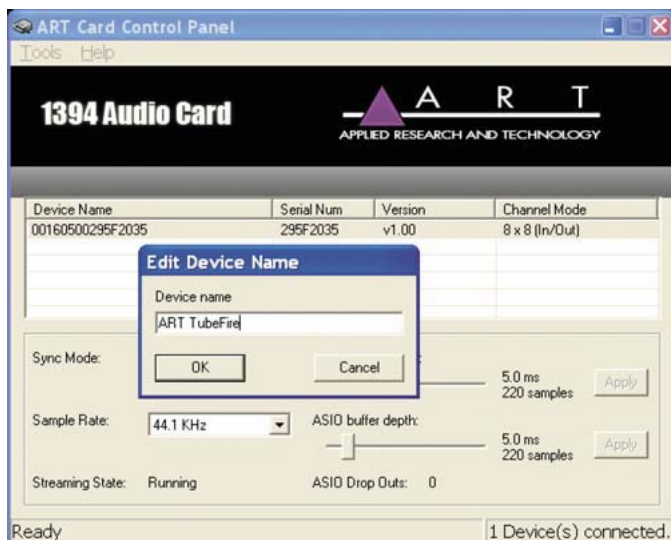 ART Card Control Panel
Tools Help
1394 Audio Card
A R T
APPLIED RESEARCH AND TECHNOLOGY
Device Name Serial Num Version Channel Mode
00160500295F2035 295F2035 v1.00 8 x 8 (In/Out)
Edit Device Name
Device name
ART TubeFire
OK Cancel
Sync Mode:
5.0 ms
220 samples
Apply
Sample Rate: 44.1 KHz ASIO buffer depth:
5.0 ms
220 samples
Apply
Streaming State: Running ASIO Drop Outs: 0
Ready 1 Device(s) connected.